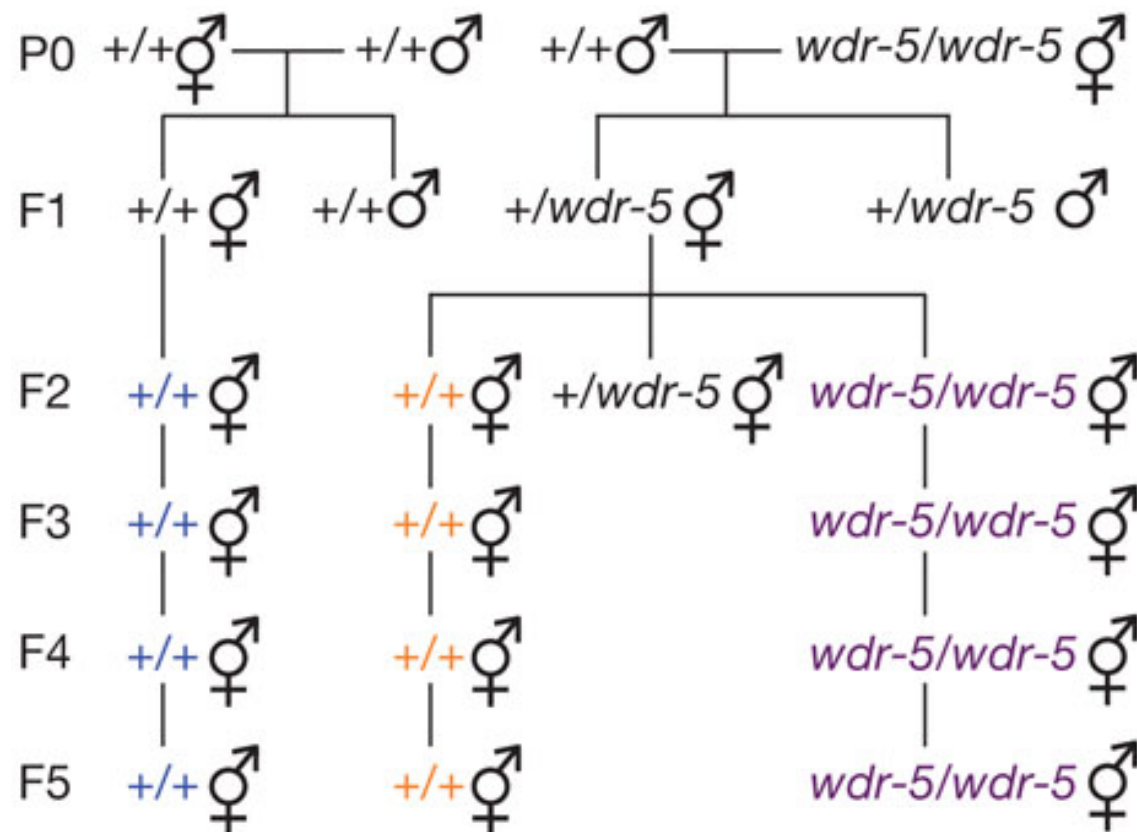 P0 +/+ +/+ +/+ wdr-5/wdr-5
F1 +/+ +/+ +/wdr-5 +/wdr-5
F2 +/+ +/+ +/wdr-5 wdr-5/wdr-5
F3 +/+ +/+ wdr-5/wdr-5
F4 +/+ +/+ wdr-5/wdr-5
F5 +/+ +/+ wdr-5/wdr-5